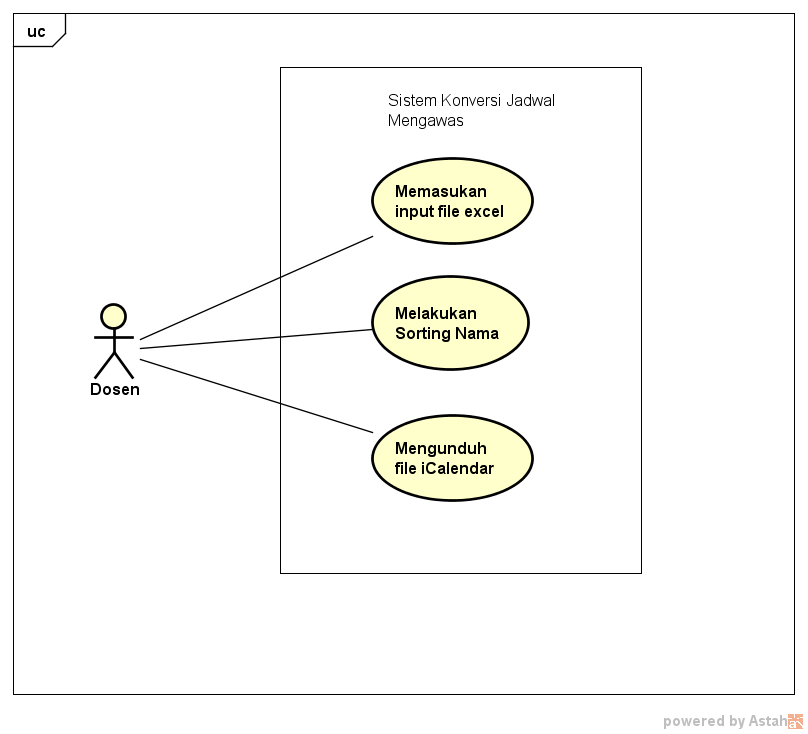 uc
Sistem Konversi Jadwal
Mengawas
Memasukan
input file excel
Melakukan
Sorting Nama
Dosen
Mengunduh
file iCalendar
powered by Astah